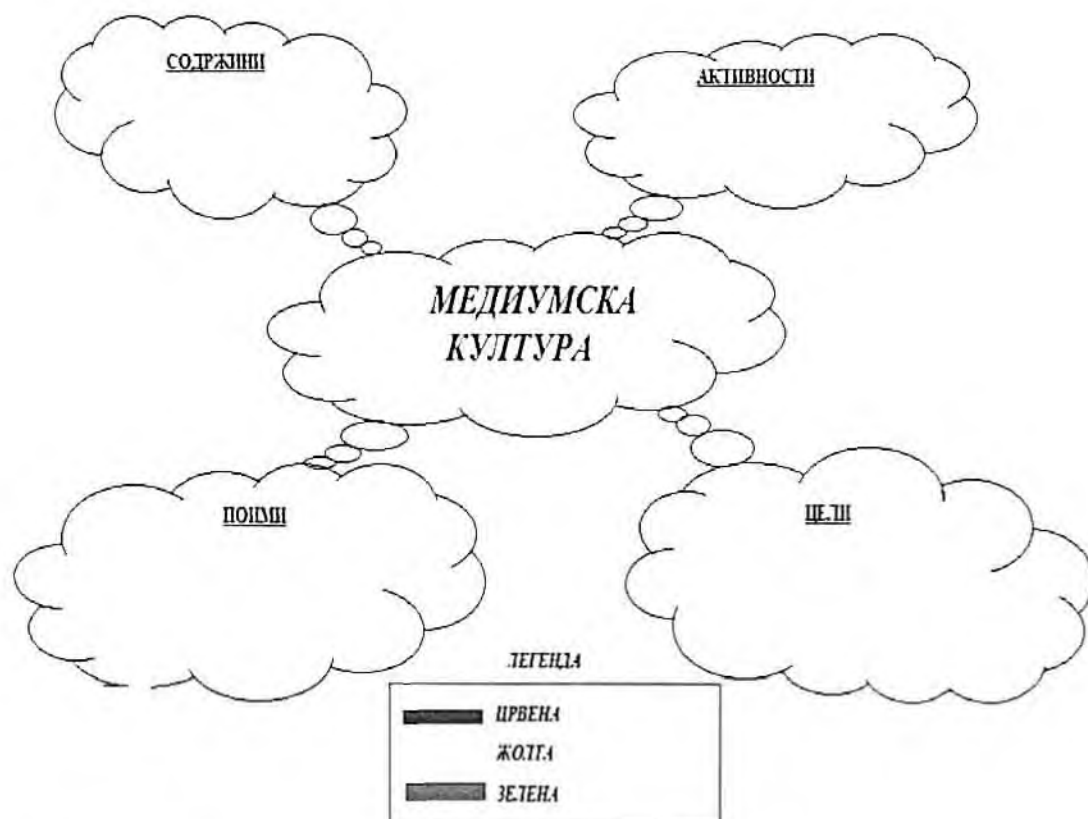 СОДРЖИНИ
АКТИВНОСТИ
МЕДИУМСКА
КУЛТУРА
ПОИМИ
ЦЕЛИ
ЛЕГЕНДА
ЦРВЕНА
ЖОЛТА
ЗЕЛЕНА